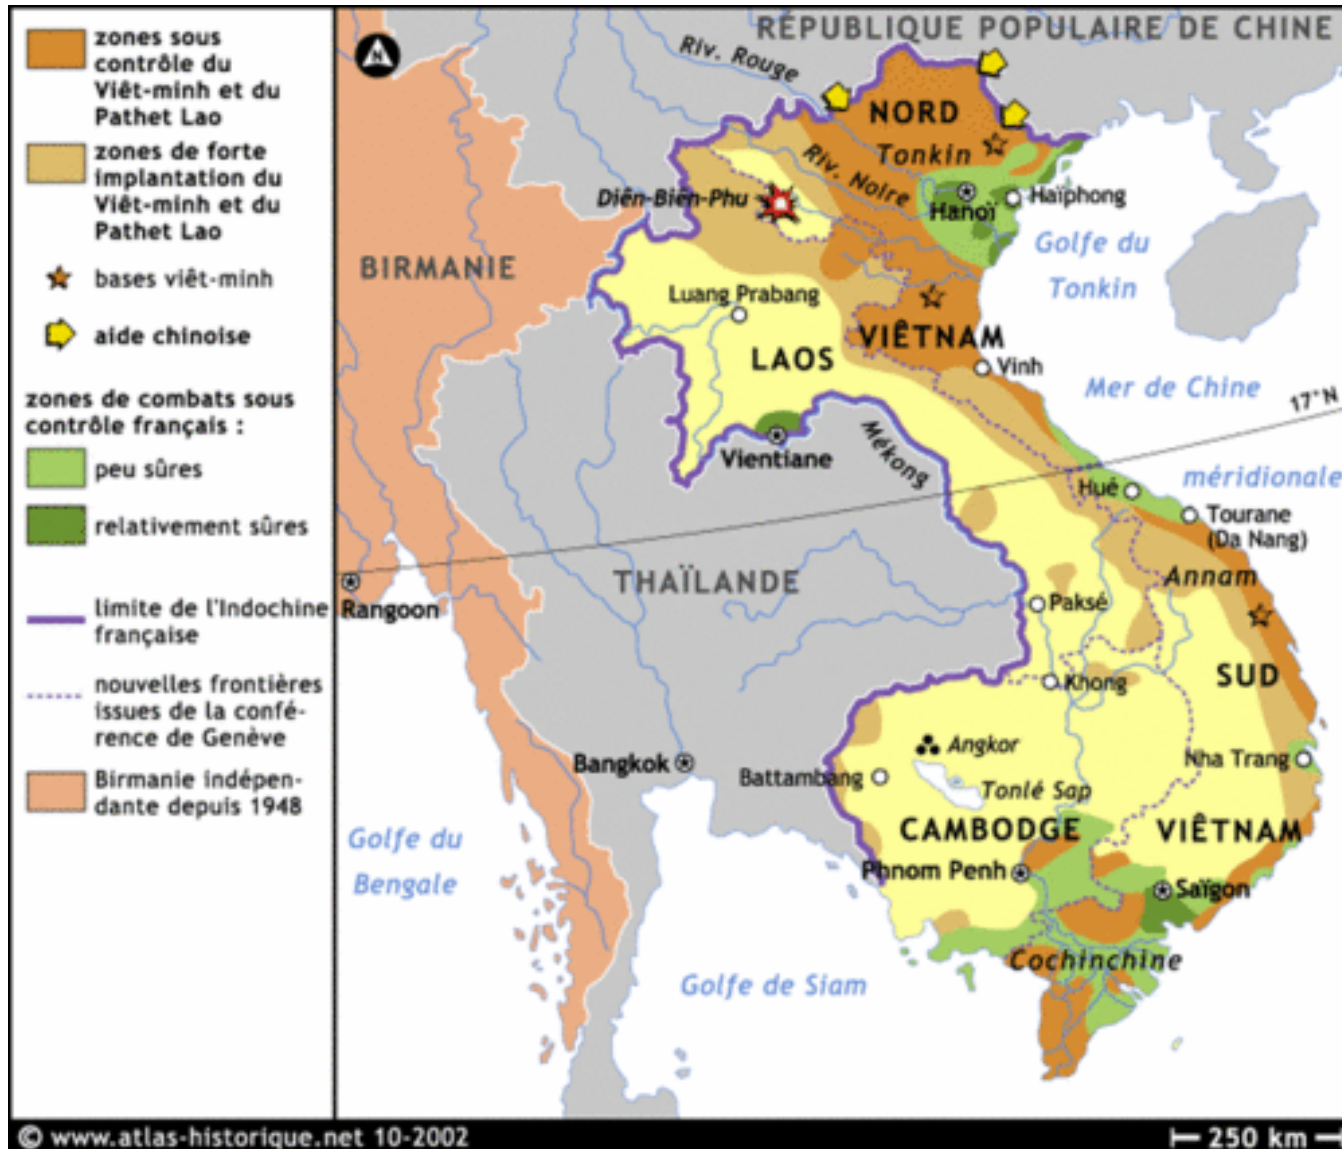 zones sous
contrôle du
Viêt-minh et du
Pathet Lao
zones de forte
implantation du
Viêt-minh et du
Pathet Lao
bases viêt-minh
aide chinoise
zones de combats sous
contrôle français :
peu sûres
relativement sûres
limite de l'Indochine
française
nouvelles frontières
issues de la confé-
rence de Genève
Birmanie indépen-
dante depuis 1948
N
RÉPUBLIQUE POPULAIRE DE CHINE
Riv. Rouge
NORD
Tonkin
Riv. Noire
Diên-Biên-Phu
Hanoï
Haïphong
Golfe du
Tonkin
BIRMANIE
Luang Prabang
LAOS
VIÊTNAM
Vinh
Mer de Chine
17°N
Vientiane
Mékong
méridionale
Hué
Tourane
(Da Nang)
THAÏLANDE
Annam
Rangoon
Paksé
SUD
Khong
Angkor
Bangkok
Battambang
Nha Trang
Tonlé Sap
CAMBODGE
VIÊTNAM
Golfe du
Bengale
Phnom Penh
Saïgon
Cochinchine
Golfe de Siam
© www.atlas-historique.net 10-2002
250 km